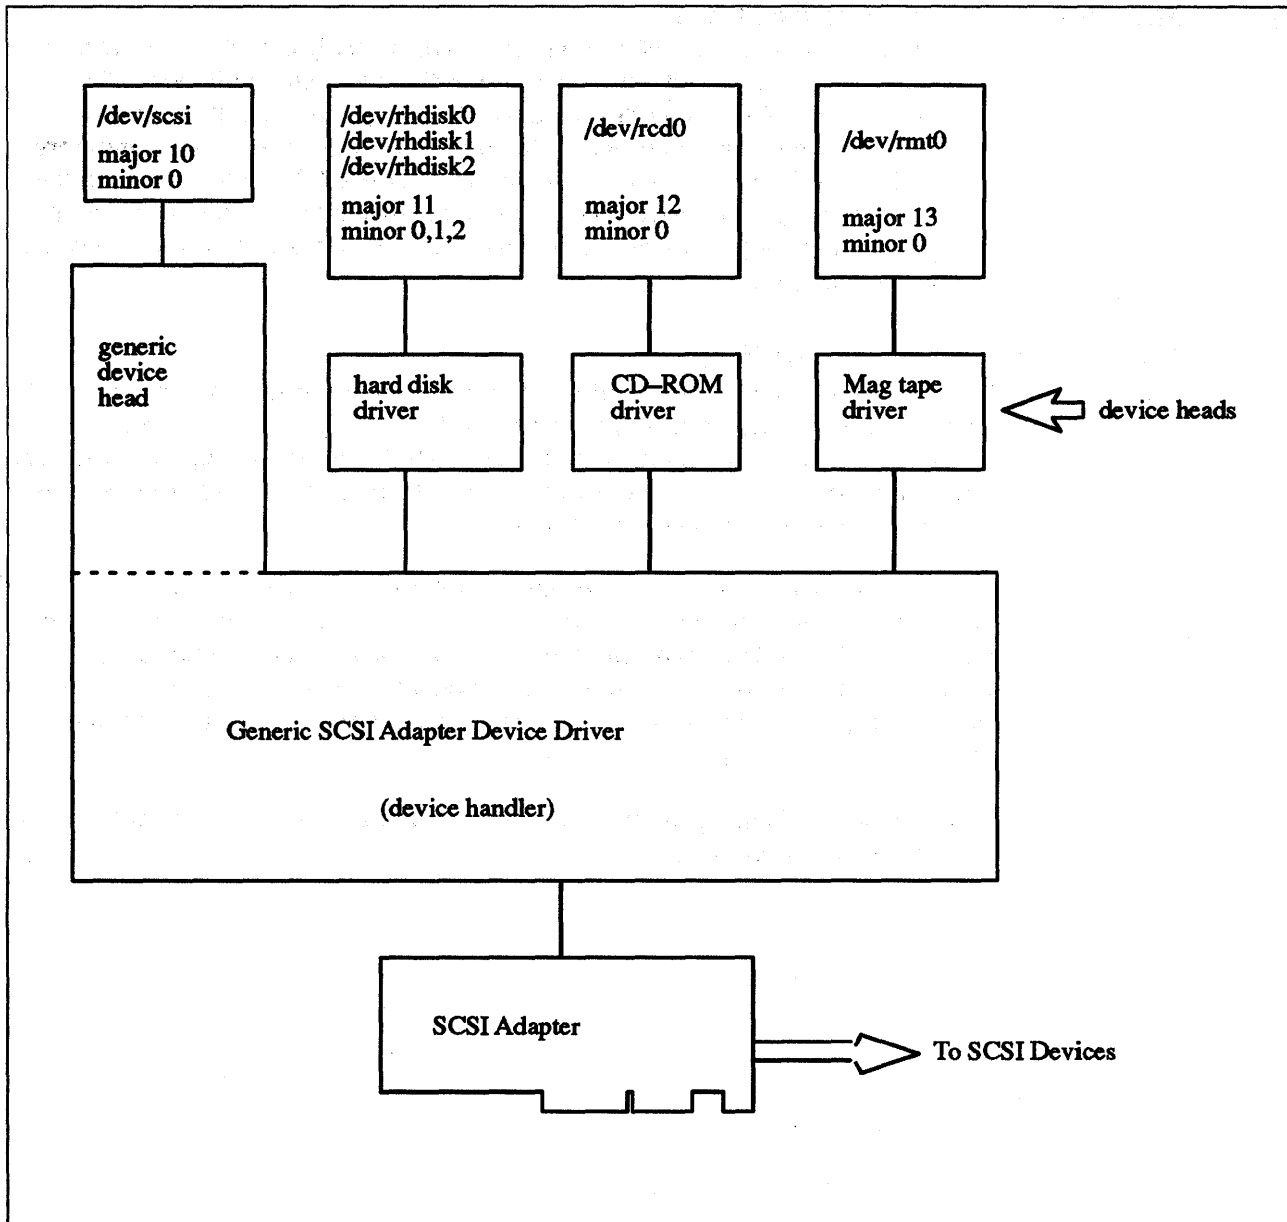 /dev/scsi
major 10
minor 0
/dev/rhdisk0
/dev/rhdisk1
/dev/rhdisk2
major 11
minor 0,1,2
/dev/rcd0
major 12
minor 0
/dev/rmt0
major 13
minor 0
generic
device
head
hard disk
driver
CD–ROM
driver
Mag tape
driver
device heads
Generic SCSI Adapter Device Driver
(device handler)
SCSI Adapter
To SCSI Devices